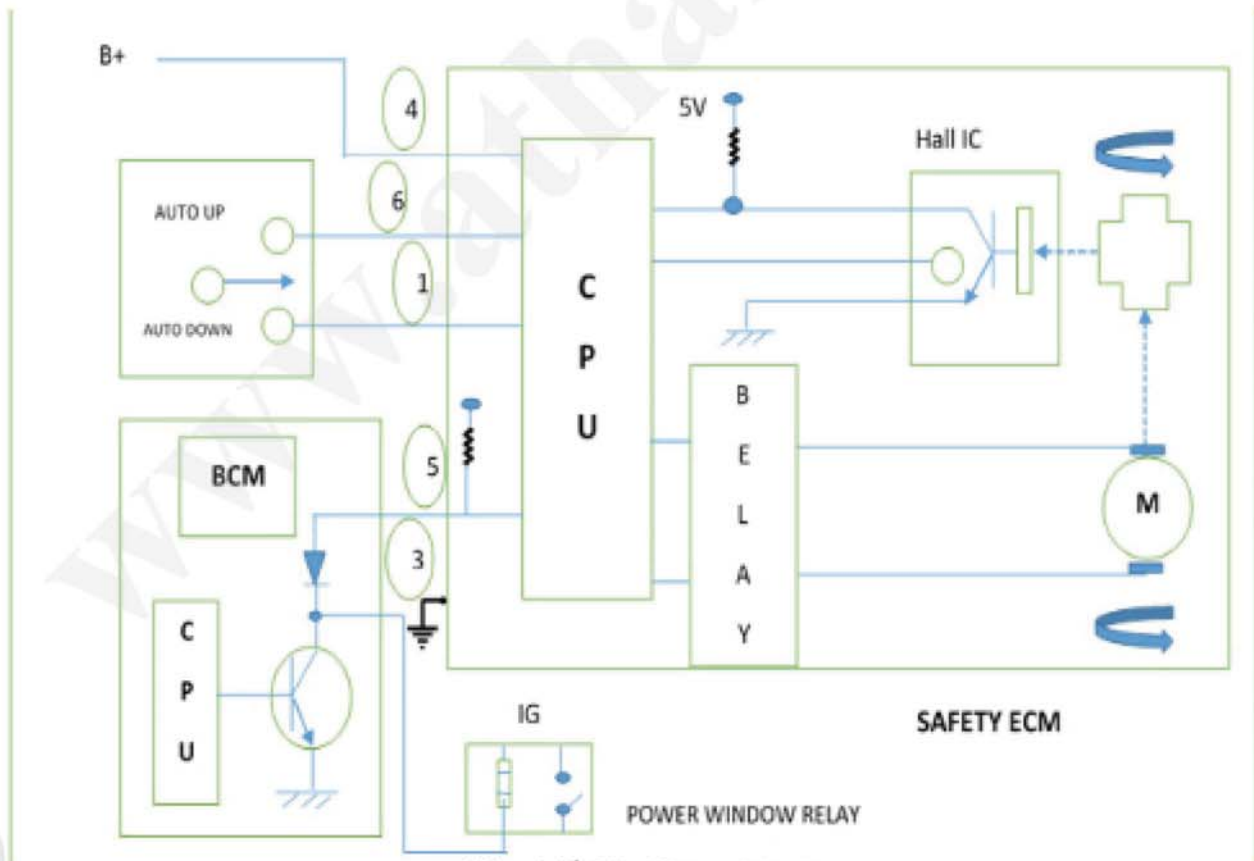 B+
4
5V
Hall IC
AUTO UP
6
1
AUTO DOWN
C
P
U
B
E
L
A
Y
M
BCM
5
3
C
P
U
IG
SAFETY ECM
POWER WINDOW RELAY